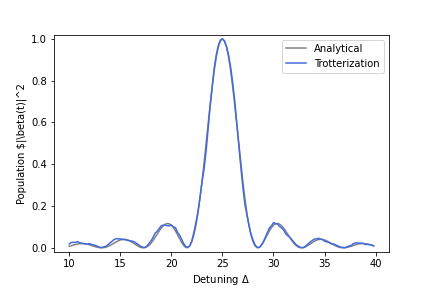 Population $||\beta(t)|^2
1.0
0.8
0.6
0.4
0.2
0.0
Analytical
Trotterization
10 15 20 25 30 35 40
Detuning Δ